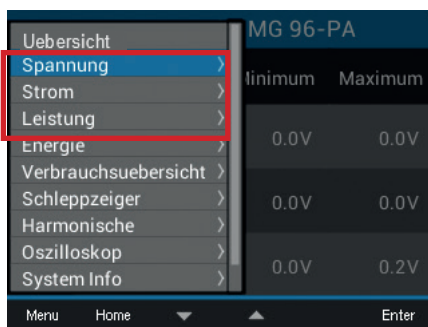 UMG 96-PA
Uebersicht
Spannung
Strom
Leistung
Energie
Verbrauchsuebersicht
Schleppzeiger
Harmonische
Oszilloskop
System Info
Minimum Maximum
0.0V 0.0V
0.0V 0.0V
0.0V 0.2V
Menu Home Enter